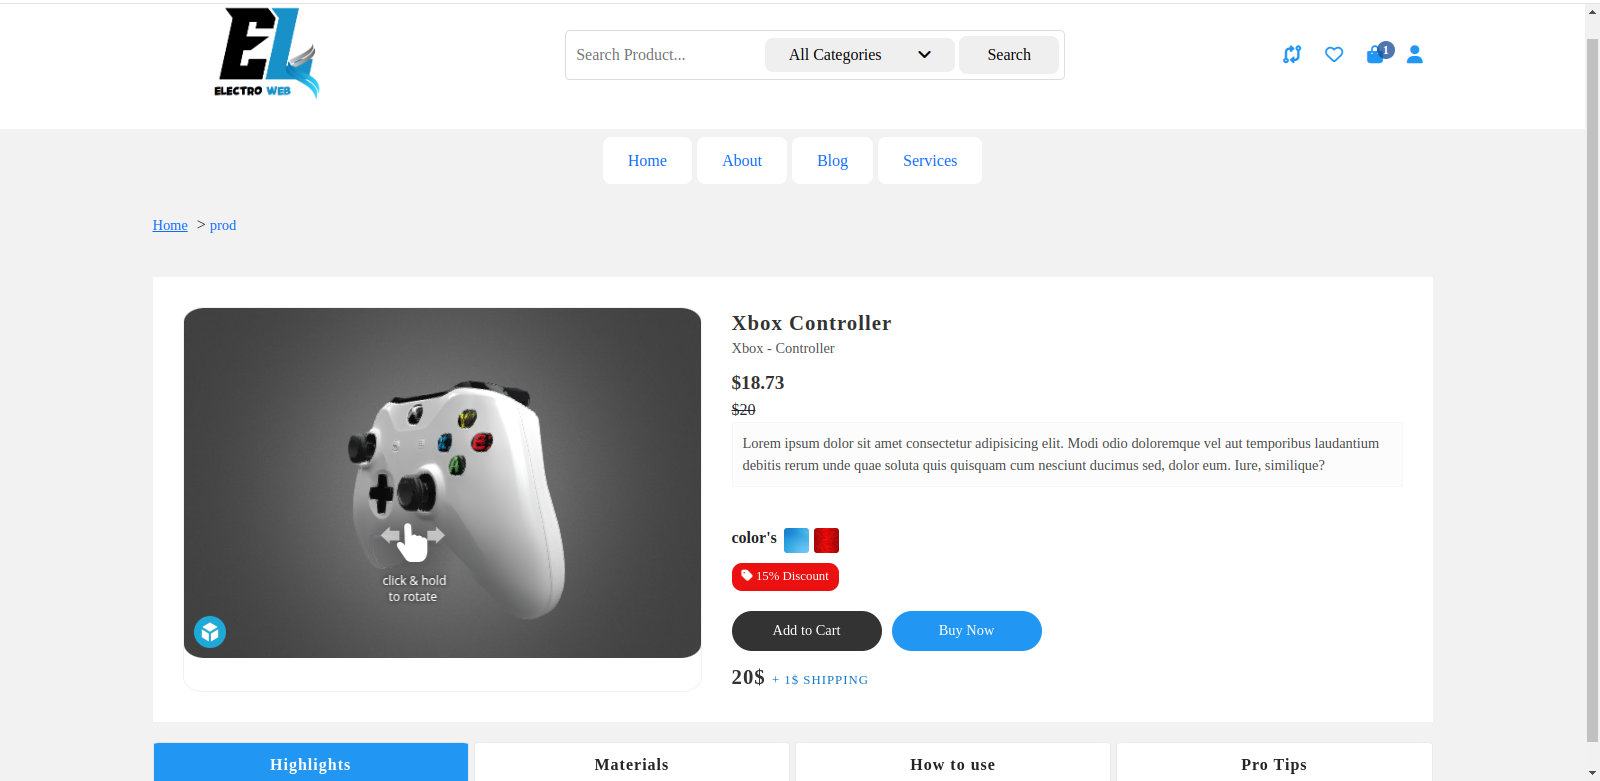 EL
ELECTRO WEB
Search Product...
All Categories
Search
1
Home
About
Blog
Services
Home > prod
Xbox Controller
Xbox - Controller
$18.73
$20
Lorem ipsum dolor sit amet consectetur adipisicing elit. Modi odio doloremque vel aut temporibus laudantium
debitis rerum unde quae soluta quis quisquam cum nesciunt ducimus sed, dolor eum. Iure, similique?
Y
X
B
A
click & hold
to rotate
color's
15% Discount
Add to Cart
Buy Now
20$ + 1$ SHIPPING
Highlights
Materials
How to use
Pro Tips